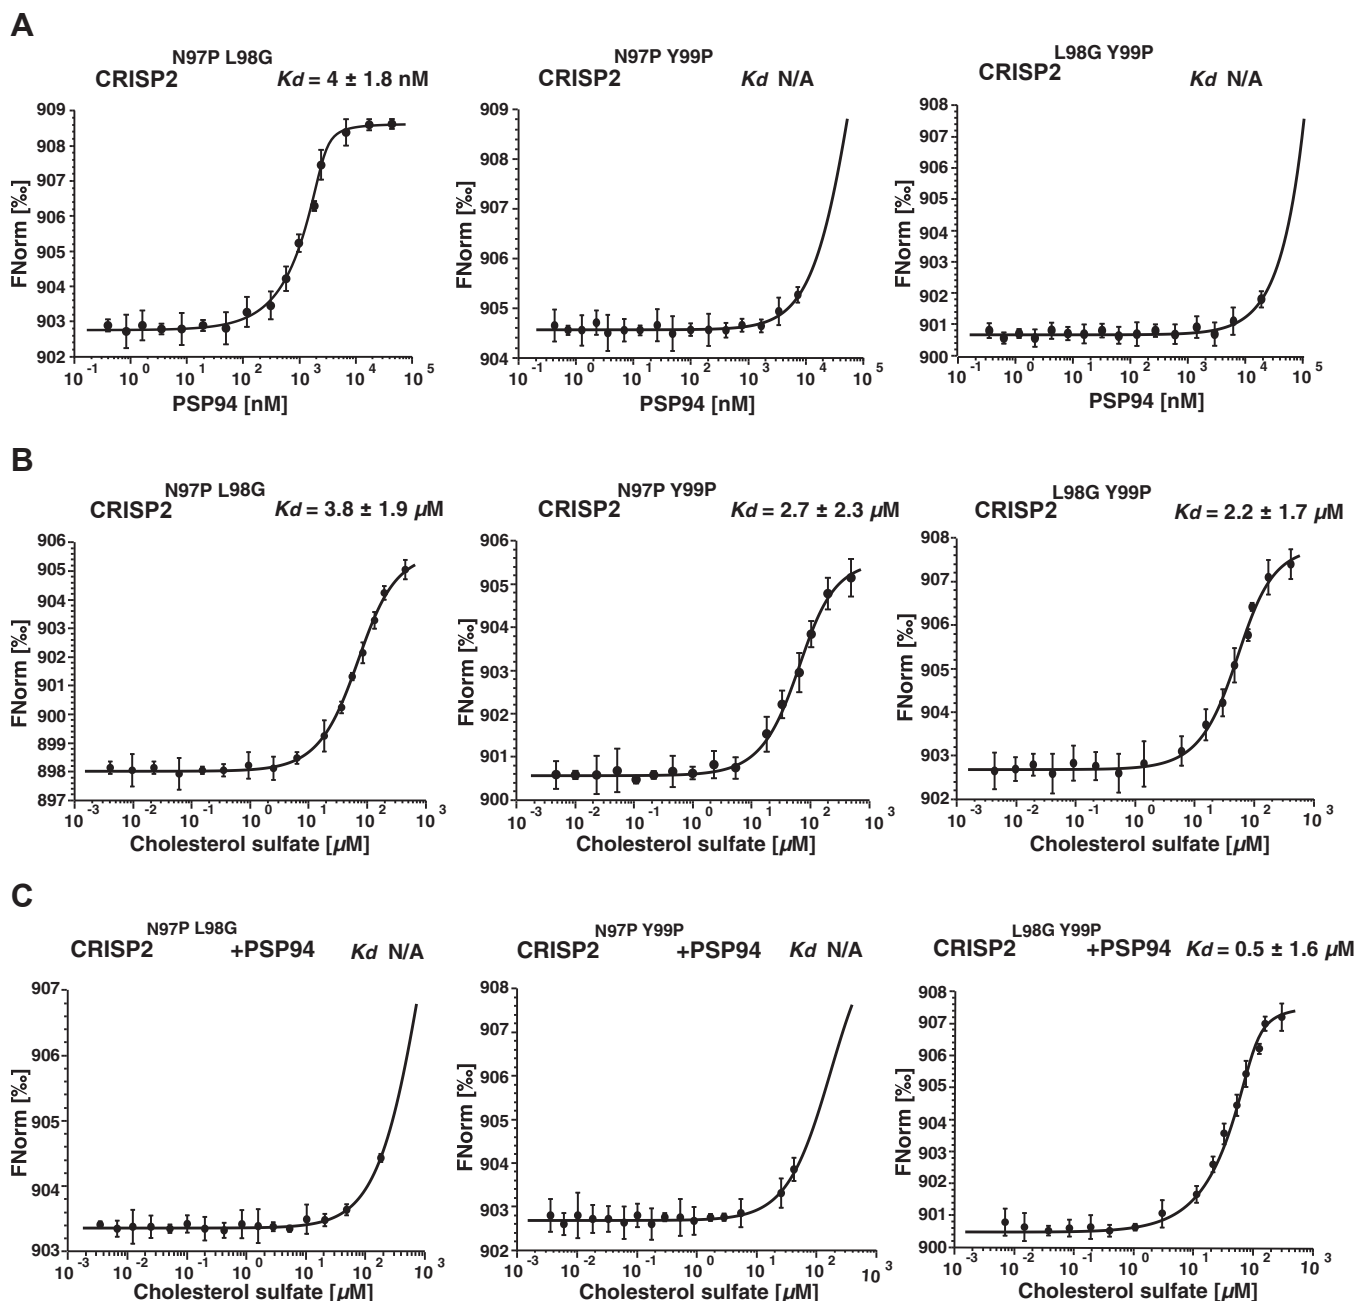 A
N97P L98G
CRISP2 Kd = 4 ± 1.8 nM
909
908
907
906
905
904
903
902
FNorm [‰]
10^-1 10^0 10^1 10^2 10^3 10^4 10^5
PSP94 [nM]
N97P Y99P
CRISP2 Kd N/A
909
908
907
906
905
904
FNorm [‰]
10^-1 10^0 10^1 10^2 10^3 10^4 10^5
PSP94 [nM]
L98G Y99P
CRISP2 Kd N/A
908
907
906
905
904
903
902
901
900
FNorm [‰]
10^-1 10^0 10^1 10^2 10^3 10^4 10^5
PSP94 [nM]
B
N97P L98G
CRISP2 Kd = 3.8 ± 1.9 µM
906
905
904
903
902
901
900
899
898
897
FNorm [‰]
10^-3 10^-2 10^-1 10^0 10^1 10^2 10^3
Cholesterol sulfate [µM]
N97P Y99P
CRISP2 Kd = 2.7 ± 2.3 µM
906
905
904
903
902
901
900
FNorm [‰]
10^-3 10^-2 10^-1 10^0 10^1 10^2 10^3
Cholesterol sulfate [µM]
L98G Y99P
CRISP2 Kd = 2.2 ± 1.7 µM
908
907
906
905
904
903
902
FNorm [‰]
10^-3 10^-2 10^-1 10^0 10^1 10^2 10^3
Cholesterol sulfate [µM]
C
N97P L98G
CRISP2 +PSP94 Kd N/A
907
906
905
904
903
FNorm [‰]
10^-3 10^-2 10^-1 10^0 10^1 10^2 10^3
Cholesterol sulfate [µM]
N97P Y99P
CRISP2 +PSP94 Kd N/A
908
907
906
905
904
903
902
FNorm [‰]
10^-3 10^-2 10^-1 10^0 10^1 10^2 10^3
Cholesterol sulfate [µM]
L98G Y99P
CRISP2 +PSP94 Kd = 0.5 ± 1.6 µM
908
907
906
905
904
903
902
901
900
FNorm [‰]
10^-3 10^-2 10^-1 10^0 10^1 10^2 10^3
Cholesterol sulfate [µM]